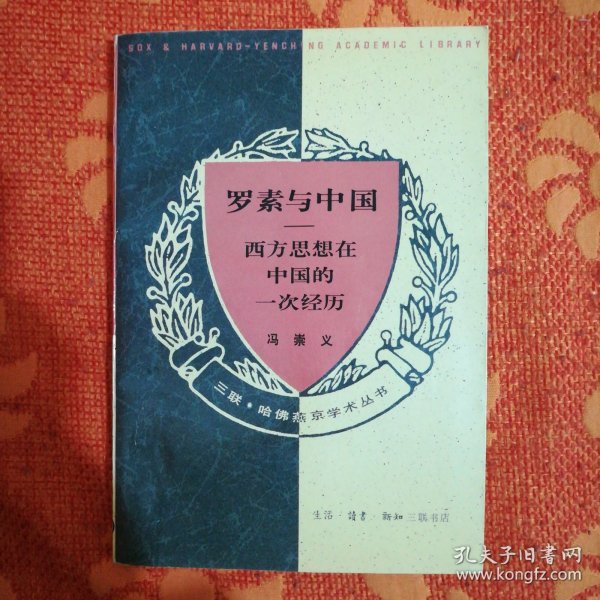 SDX & HARVARD-YENCHING ACADEMIC LIBRARY
罗素与中国
——
西方思想在
中国的
一次经历
冯崇义
三联·哈佛燕京学术丛书
生活·讀書·新知三联书店
孔夫子旧书网
www.kongfz.com